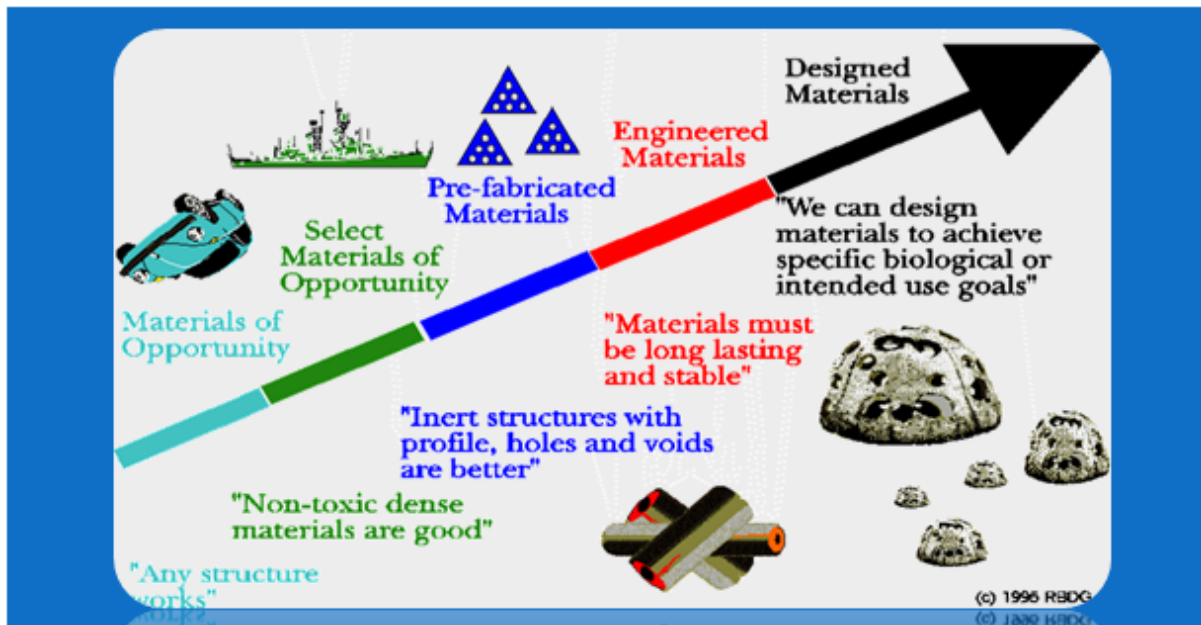 Designed
Materials
Engineered
Materials
Pre-fabricated
Materials
Select
Materials of
Opportunity
Materials of
Opportunity
"We can design
materials to achieve
specific biological or
intended use goals"
"Materials must
be long lasting
and stable"
"Inert structures with
profile, holes and voids
are better"
"Non-toxic dense
materials are good"
"Any structure
works"
(c) 1996 RBDG